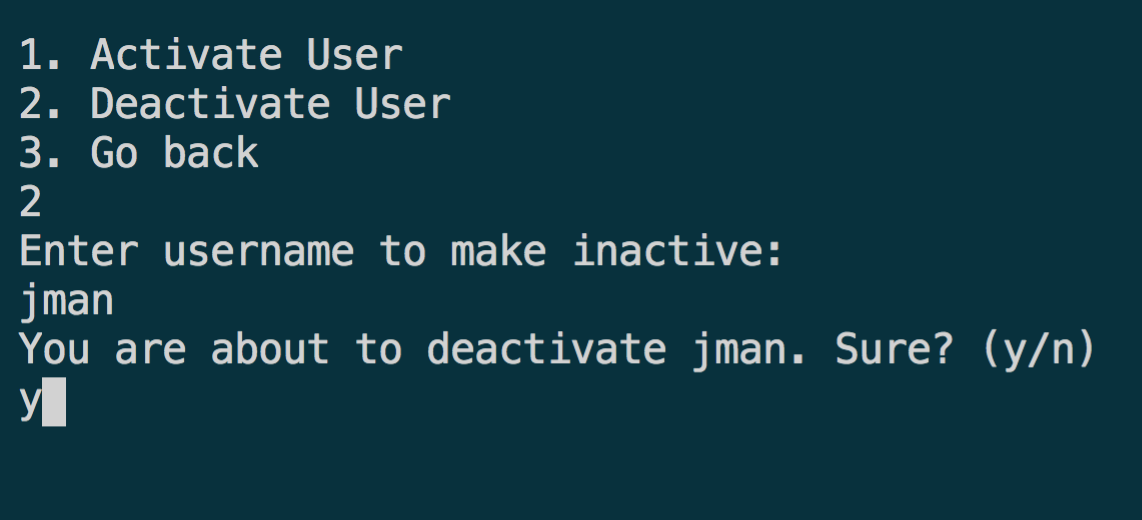 1. Activate User
2. Deactivate User
3. Go back
2
Enter username to make inactive:
jman
You are about to deactivate jman. Sure? (y/n)
y